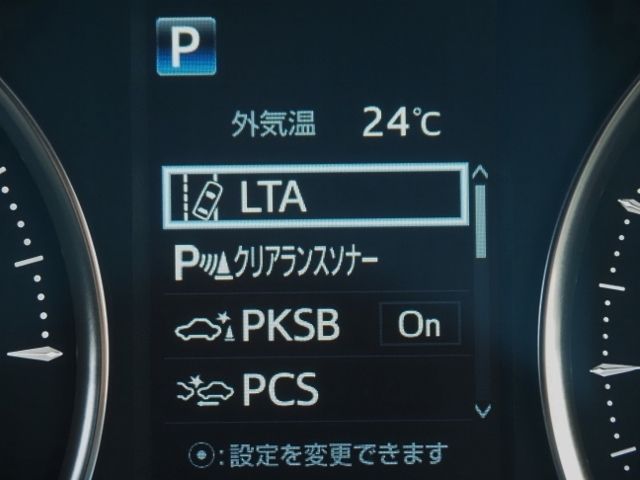 P
外気温 24℃
LTA
Pクリアランスソナー
PKSB On
PCS
:設定を変更できます